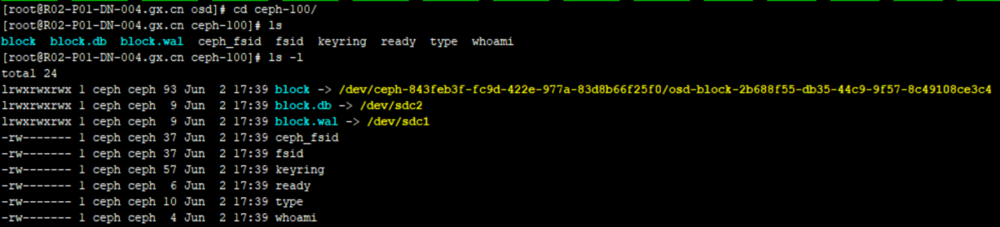 [root@R02-P01-DN-004.gx.cn osd]# cd ceph-100/
[root@R02-P01-DN-004.gx.cn ceph-100]# ls
block  block.db  block.wal  ceph_fsid  fsid  keyring  ready  type  whoami
[root@R02-P01-DN-004.gx.cn ceph-100]# ls -l
total 24
lrwxrwxrwx 1 ceph ceph 93 Jun  2 17:39 block -> /dev/ceph-843feb3f-fc9d-422e-977a-83d8b66f25f0/osd-block-2b688f55-db35-44c9-9f57-8c49108ce3c4
lrwxrwxrwx 1 ceph ceph  9 Jun  2 17:39 block.db -> /dev/sdc2
lrwxrwxrwx 1 ceph ceph  9 Jun  2 17:39 block.wal -> /dev/sdc1
-rw------- 1 ceph ceph 37 Jun  2 17:39 ceph_fsid
-rw------- 1 ceph ceph 37 Jun  2 17:39 fsid
-rw------- 1 ceph ceph 57 Jun  2 17:39 keyring
-rw------- 1 ceph ceph  6 Jun  2 17:39 ready
-rw------- 1 ceph ceph 10 Jun  2 17:39 type
-rw------- 1 ceph ceph  4 Jun  2 17:39 whoami